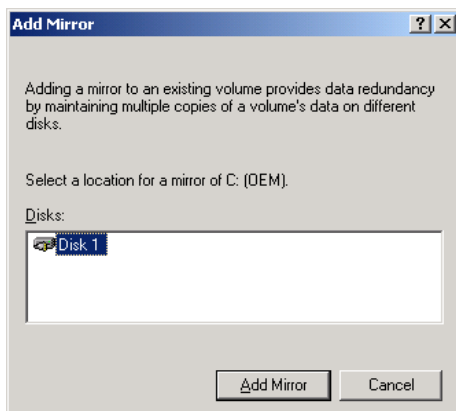 Add Mirror
Adding a mirror to an existing volume provides data redundancy
by maintaining multiple copies of a volume's data on different
disks.
Select a location for a mirror of C: (OEM).
Disks:
Disk 1
Add Mirror
Cancel